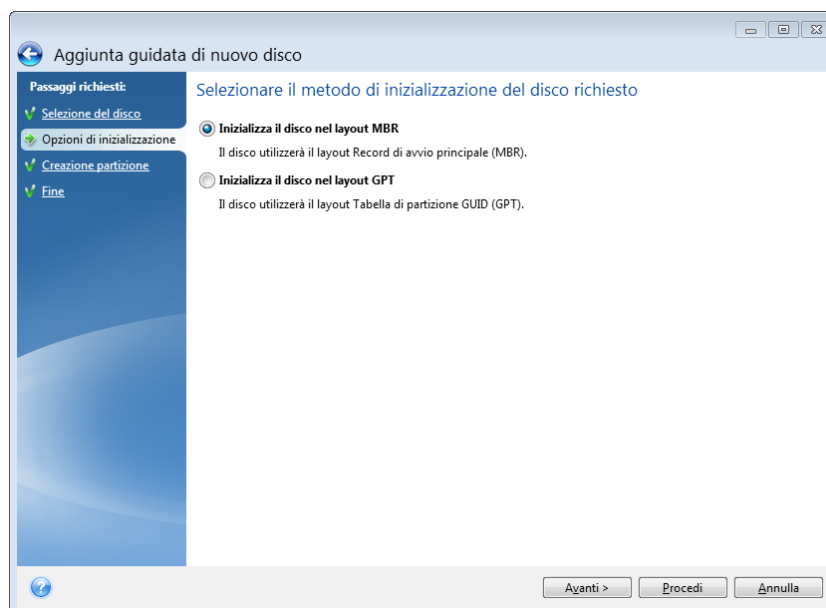 Aggiunta guidata di nuovo disco
Passaggi richiesti:
Selezione del disco
Opzioni di inizializzazione
Creazione partizione
Fine
Selezionare il metodo di inizializzazione del disco richiesto
Inizializza il disco nel layout MBR
Il disco utilizzerà il layout Record di avvio principale (MBR).
Inizializza il disco nel layout GPT
Il disco utilizzerà il layout Tabella di partizione GUID (GPT).
Avanti >
Procedi
Annulla